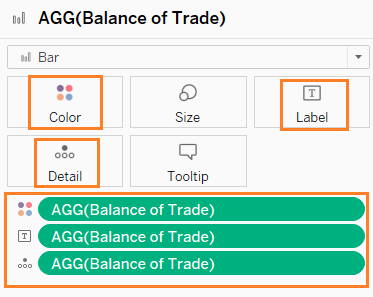 AGG(Balance of Trade)
Bar
Color Size Label
Detail Tooltip
AGG(Balance of Trade)
T AGG(Balance of Trade)
AGG(Balance of Trade)